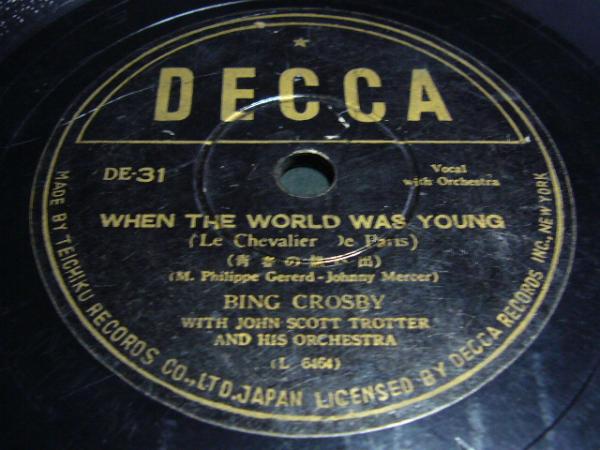 DECCA
DE-31
Vocal
with Orchestra
WHEN THE WORLD WAS YOUNG
(Le Chevalier De Paris)
(M. Philippe Gererd-Johnny Mercer)
BING CROSBY
WITH JOHN SCOTT TROTTER
AND HIS ORCHESTRA
(L 6464)
MADE BY TEICHIKU RECORDS CO., LTD. JAPAN LICENSED BY DECCA RECORDS INC., NEW YORK